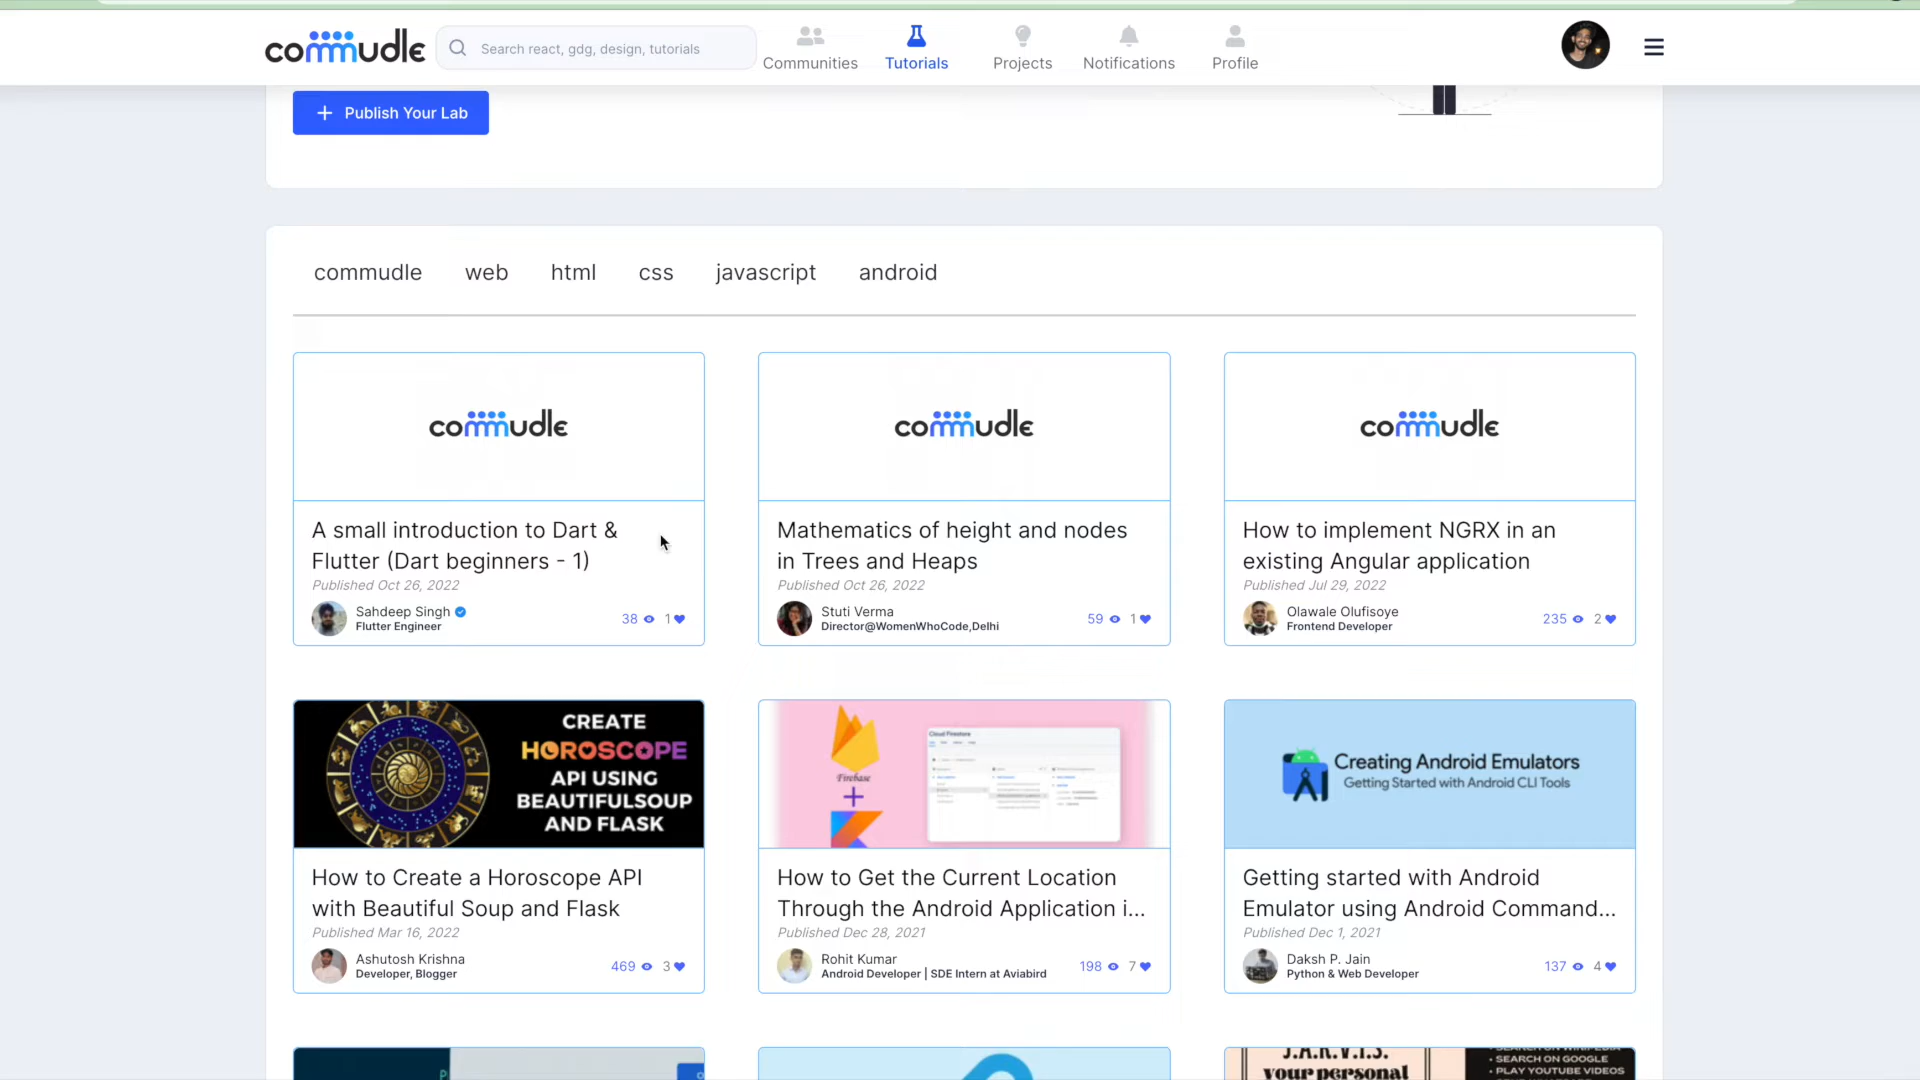 commudle
Search react, gdg, design, tutorials
Communities
Tutorials
Projects
Notifications
Profile
+ Publish Your Lab
commudle web html css javascript android
commudle
A small introduction to Dart &
Flutter (Dart beginners - 1)
Published Oct 26, 2022
Sahdeep Singh
Flutter Engineer
38 1
commudle
Mathematics of height and nodes
in Trees and Heaps
Published Oct 26, 2022
Stuti Verma
Director@WomenWhoCode,Delhi
59 1
commudle
How to implement NGRX in an
existing Angular application
Published Jul 29, 2022
Olawale Olufisoye
Frontend Developer
235 2
CREATE
HOROSCOPE
API USING
BEAUTIFULSOUP
AND FLASK
How to Create a Horoscope API
with Beautiful Soup and Flask
Published Mar 16, 2022
Ashutosh Krishna
Developer, Blogger
469 3
Firebase
+
Cloud Firestore
How to Get the Current Location
Through the Android Application i...
Published Dec 28, 2021
Rohit Kumar
Android Developer | SDE Intern at Aviabird
198 7
Creating Android Emulators
Getting Started with Android CLI Tools
Getting started with Android
Emulator using Android Command...
Published Dec 1, 2021
Daksh P. Jain
Python & Web Developer
137 4
J.A.R.V.I.S.
your personal
• SEARCH ON GOOGLE
• PLAY YOUTUBE VIDEOS